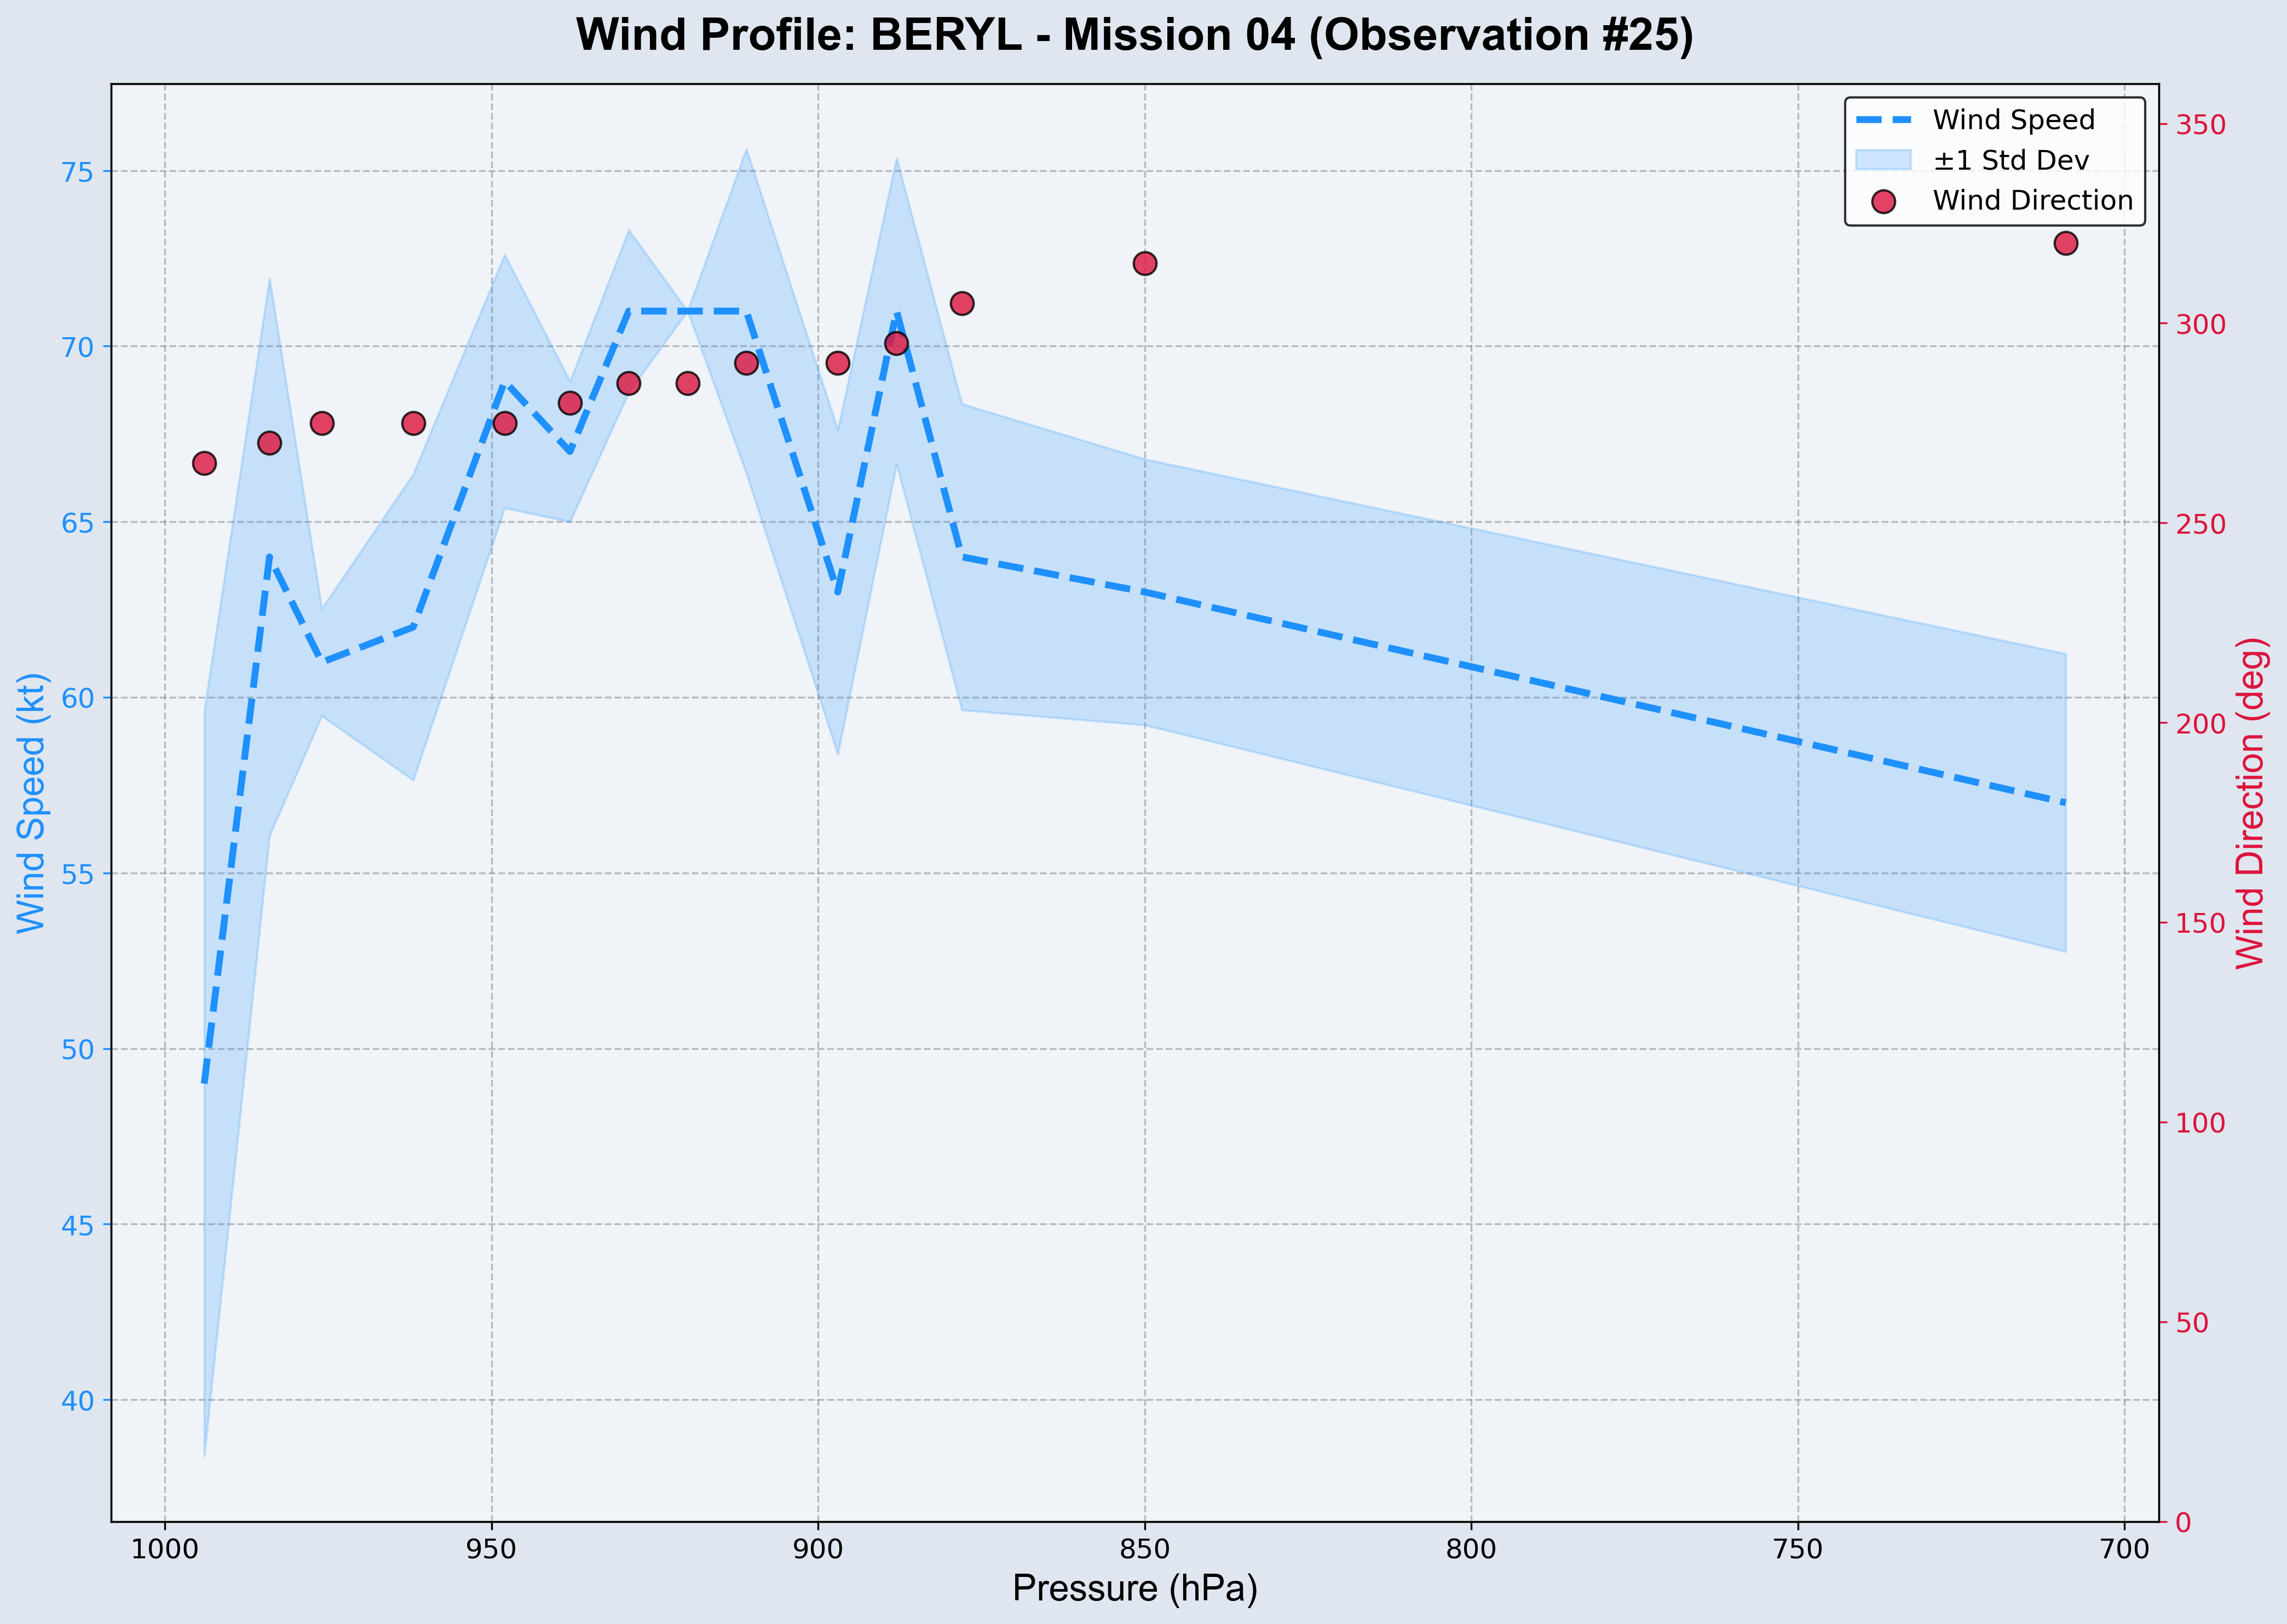 Wind Profile: BERYL - Mission 04 (Observation #25)
Wind Speed
±1 Std Dev
Wind Direction
Wind Speed (kt)
75
70
65
60
55
50
45
40
350
300
250
200
150
100
50
0
Wind Direction (deg)
1000 950 900 850 800 750 700
Pressure (hPa)